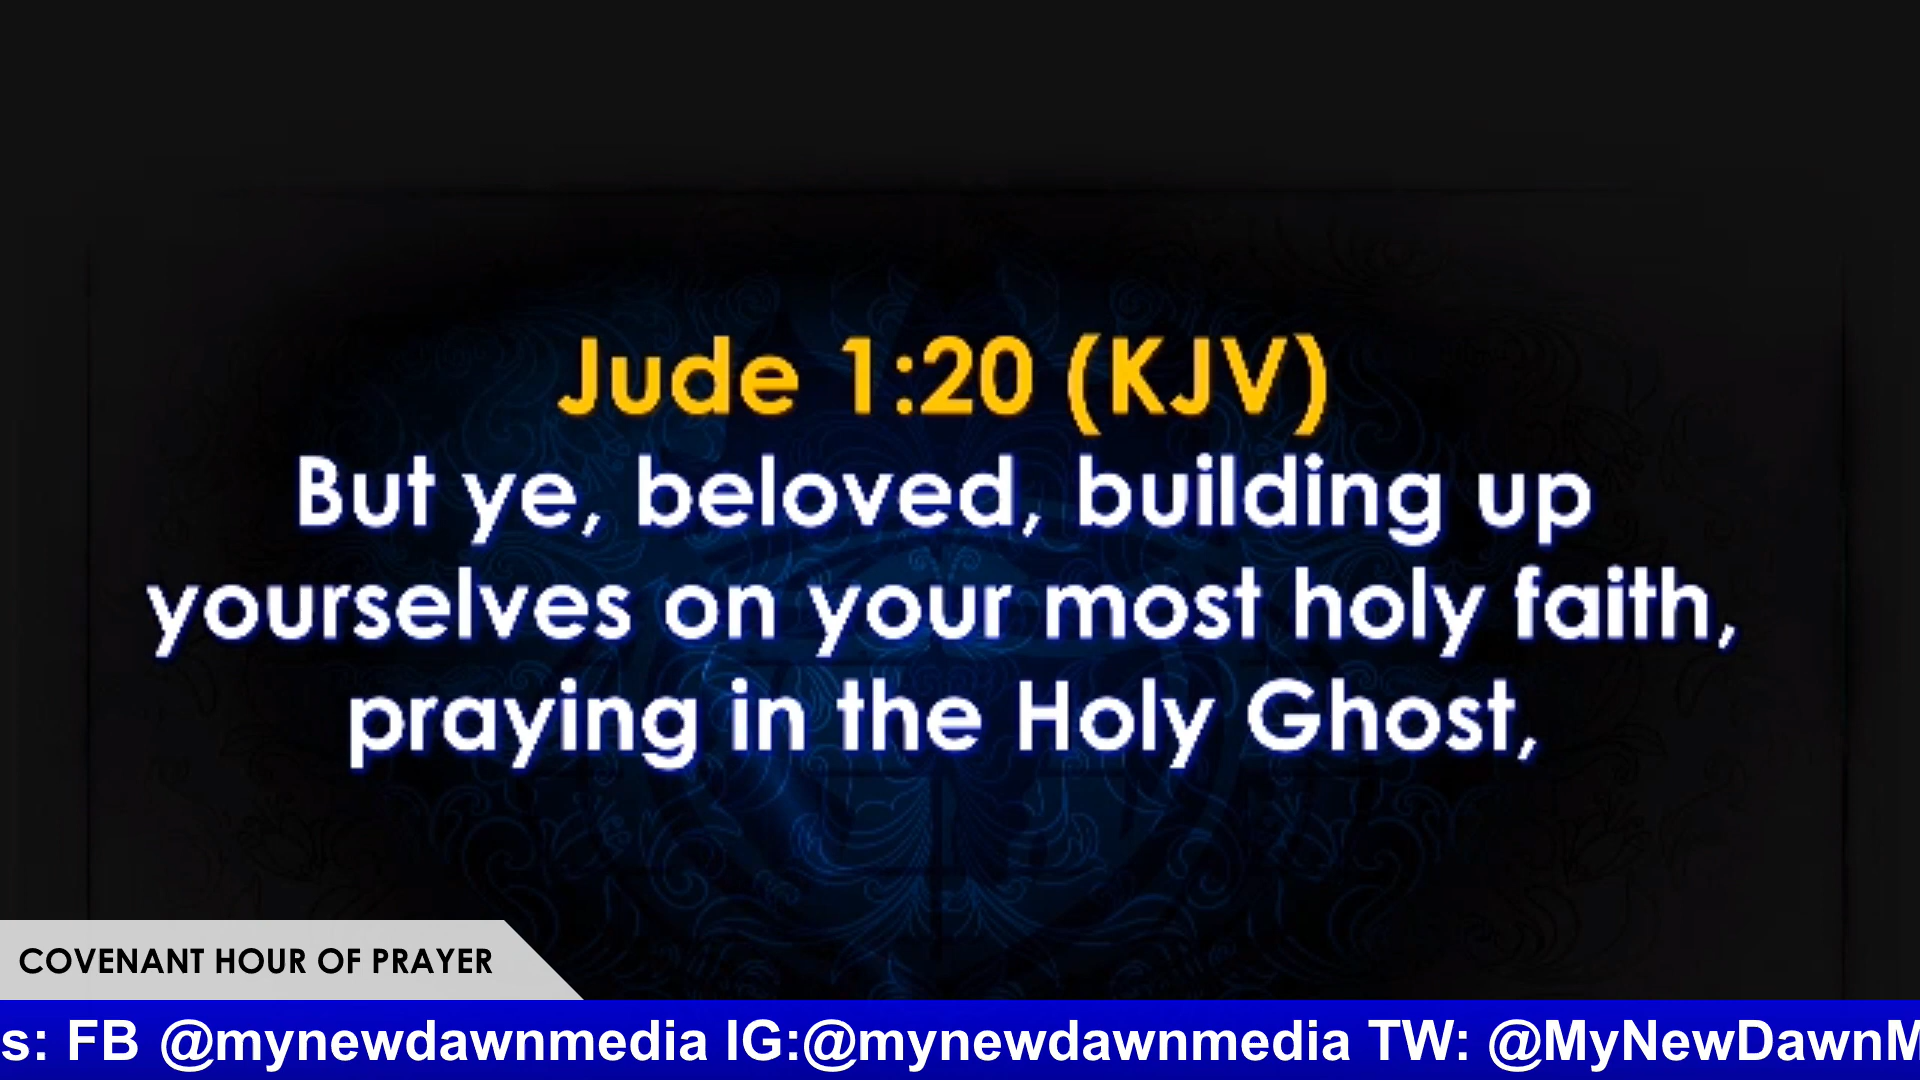 Jude 1:20 (KJV)
But ye, beloved, building up
yourselves on your most holy faith,
praying in the Holy Ghost,
COVENANT HOUR OF PRAYER
s: FB @mynewdawnmedia IG:@mynewdawnmedia TW: @MyNewDawnM